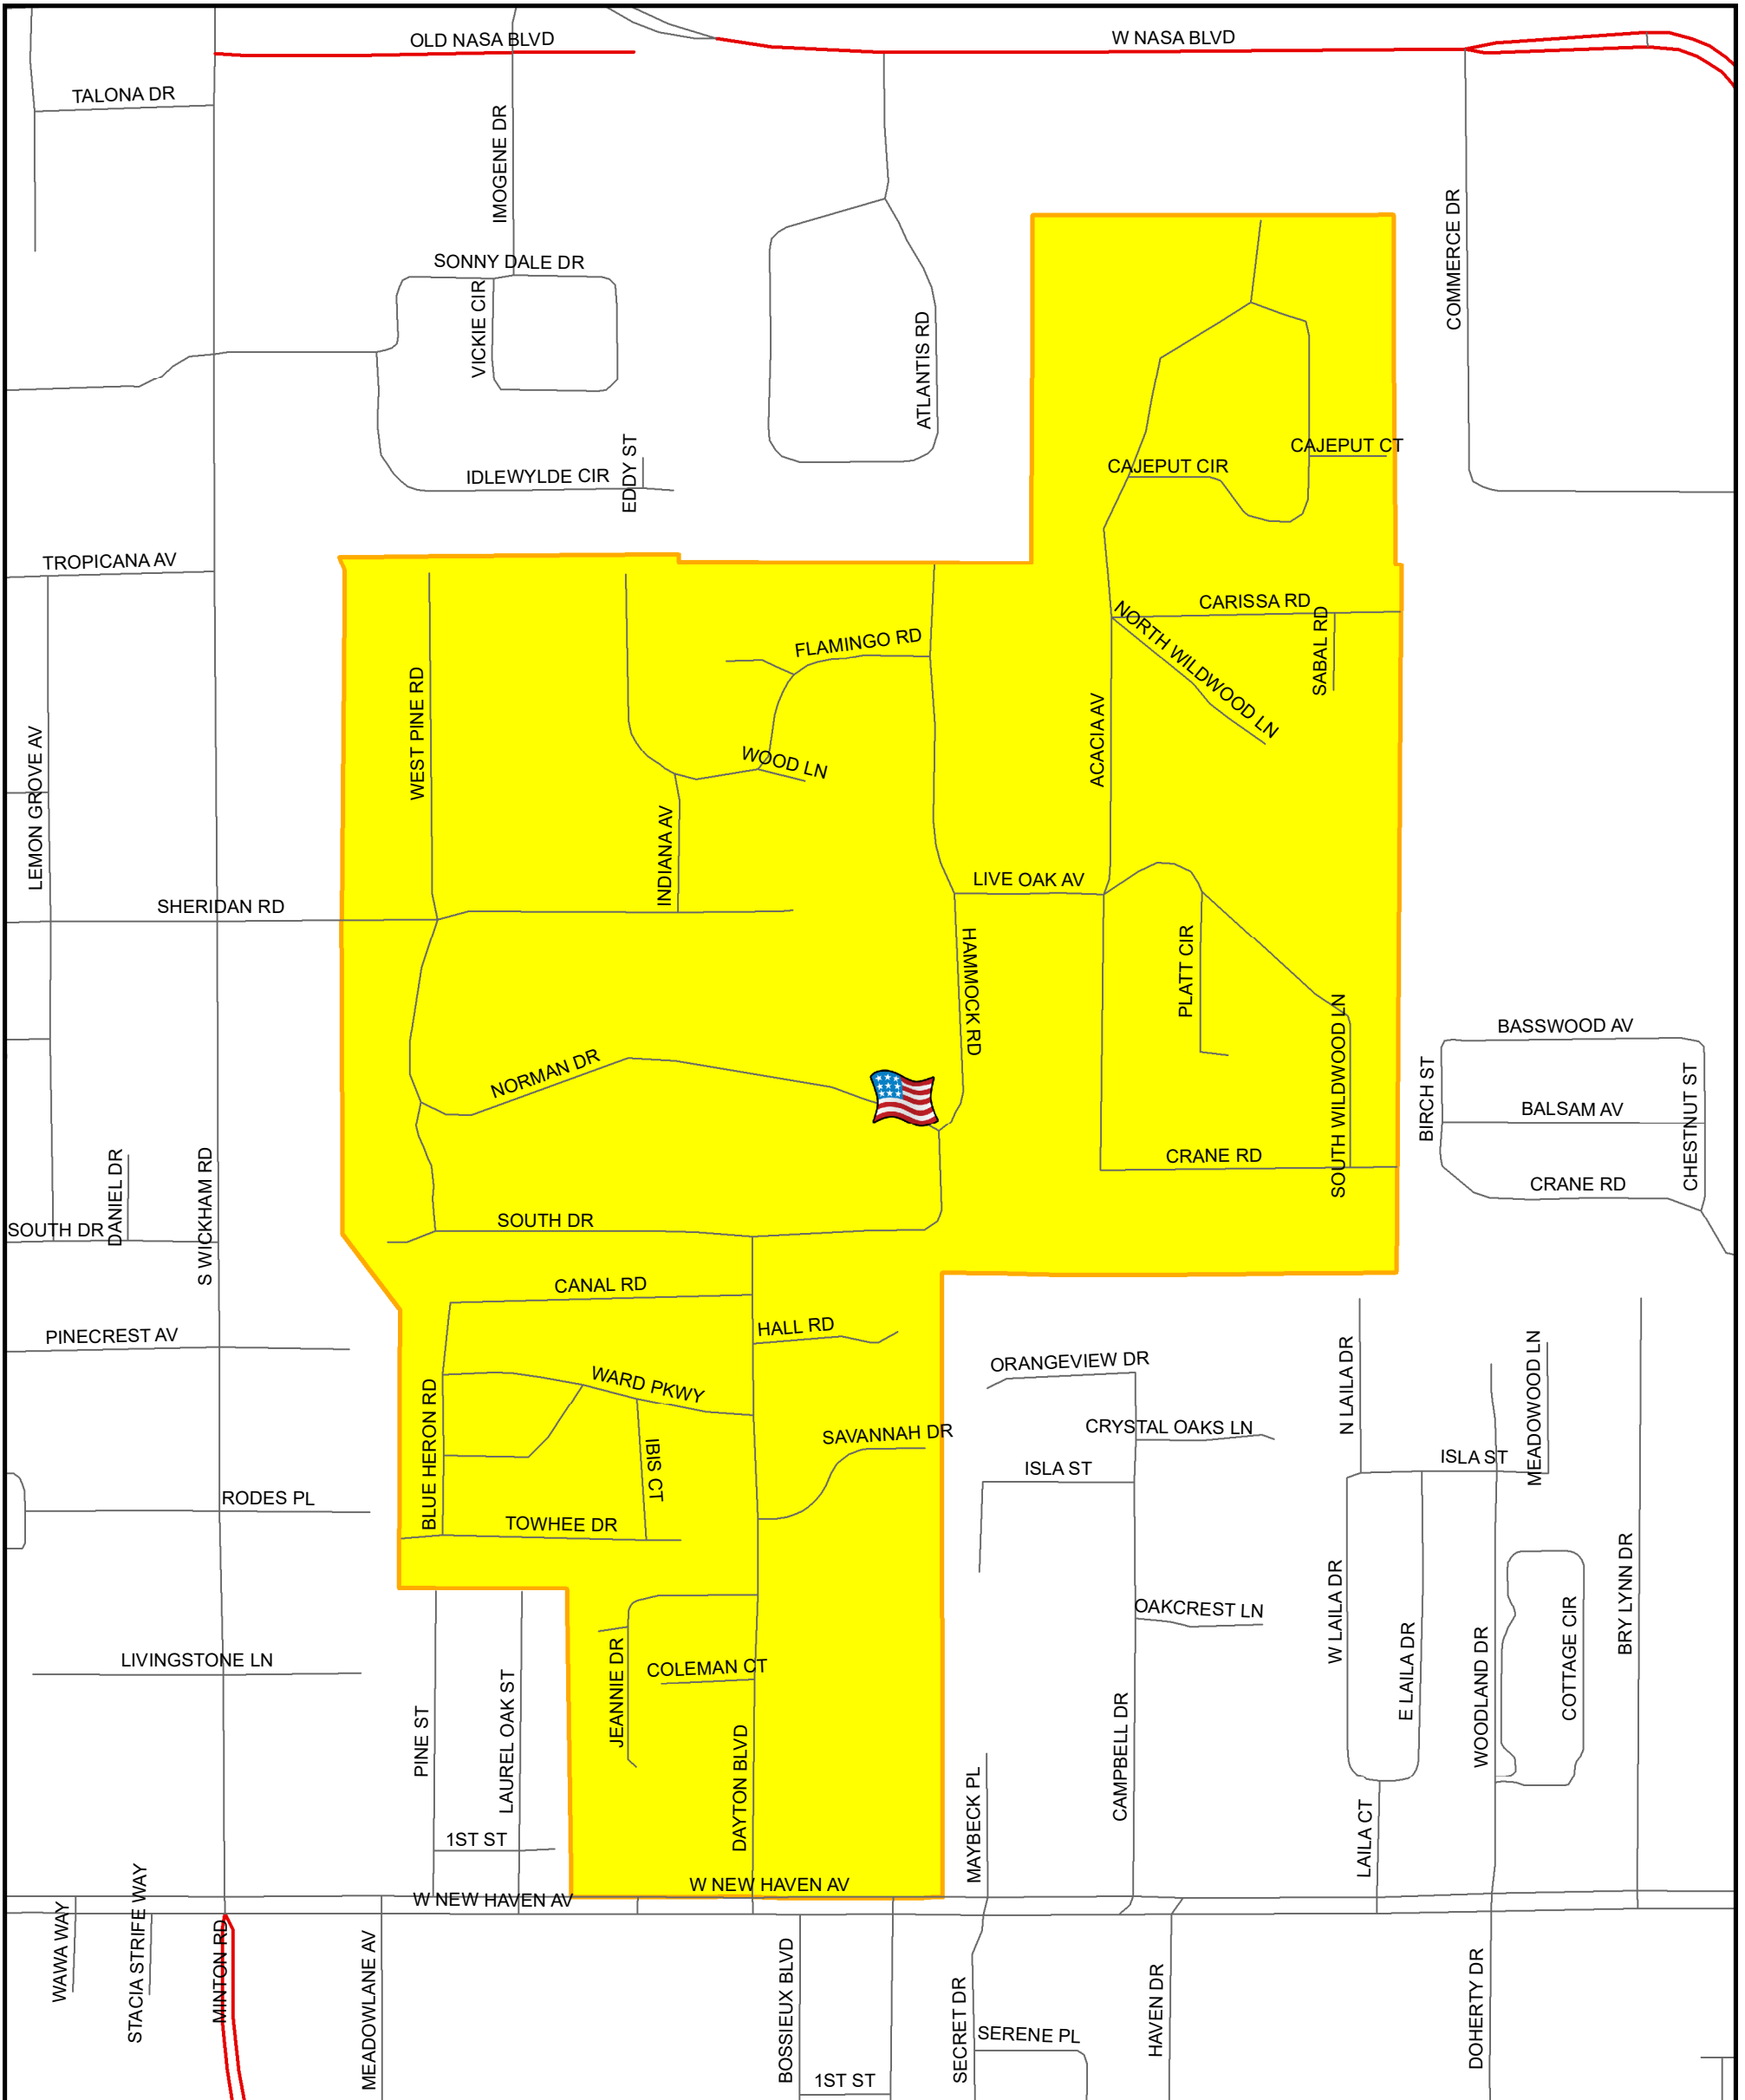 OLD NASA BLVD
W NASA BLVD
TALONA DR
IMOGENE DR
COMMERCE DR
SONNY DALE DR
VICKIE CIR
ATLANTIS RD
EDDY ST
IDLEWYLDE CIR
CAJEPUT CT
CAJEPUT CIR
TROPICANA AV
CARISSA RD
NORTH WILDWOOD LN
SABAL RD
FLAMINGO RD
WEST PINE RD
ACACIA AV
LEMON GROVE AV
WOOD LN
INDIANA AV
LIVE OAK AV
SHERIDAN RD
HAMMOCK RD
PLATT CIR
SOUTH WILDWOOD LN
BASSWOOD AV
BIRCH ST
NORMAN DR
BALSAM AV
CHESTNUT ST
CRANE RD
CRANE RD
DANIEL DR
S WICKHAM RD
SOUTH DR
SOUTH DR
CANAL RD
HALL RD
PINECREST AV
ORANGEVIEW DR
N LAILA DR
MEADOWOOD LN
WARD PKWY
BLUE HERON RD
IBIS CT
SAVANNAH DR
CRYSTAL OAKS LN
ISLA ST
ISLA ST
RODES PL
TOWHEE DR
OAKCREST LN
W LAILA DR
E LAILA DR
WOODLAND DR
COTTAGE CIR
BRY LYNN DR
LIVINGSTONE LN
JEANNIE DR
COLEMAN CT
PINE ST
LAUREL OAK ST
DAYTON BLVD
CAMPBELL DR
MAYBECK PL
LAILA CT
1ST ST
W NEW HAVEN AV
W NEW HAVEN AV
WAWA WAY
STACIA STRIFE WAY
MINTON RD
MEADOWLANE AV
BOSSIEUX BLVD
SECRET DR
SERENE PL
HAVEN DR
DOHERTY DR
1ST ST